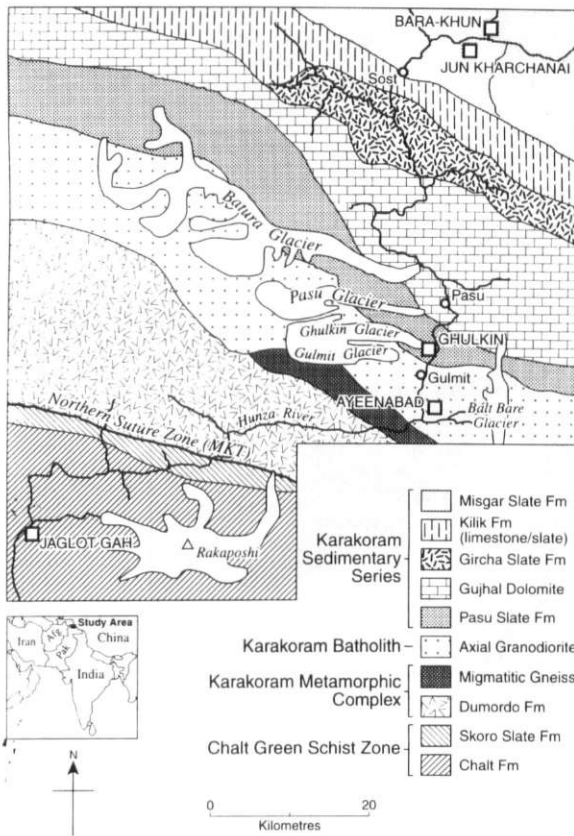 BARA-KHUN
JUN KHARCHANAI
Sost
Batura Glacier
Pasu
Pasu Glacier
Ghulkin Glacier
GHULKIN
Gulmit Glacier
Gulmit
AYEENABAD
Balt Bare
Glacier
Hunza River
Northern Suture Zone (MKT)
JAGLOT GAH
Rakaposhi
Karakoram
Sedimentary
Series
Misgar Slate Fm
Kilik Fm
(limestone/slate)
Gircha Slate Fm
Gujhal Dolomite
Pasu Slate Fm
Karakoram Batholith
Axial Granodiorite
Karakoram Metamorphic
Complex
Migmatitic Gneiss
Dumordo Fm
Chalt Green Schist Zone
Skoro Slate Fm
Chalt Fm
Study Area
Iran
Afg
Pak
China
India
N
0 20
Kilometres